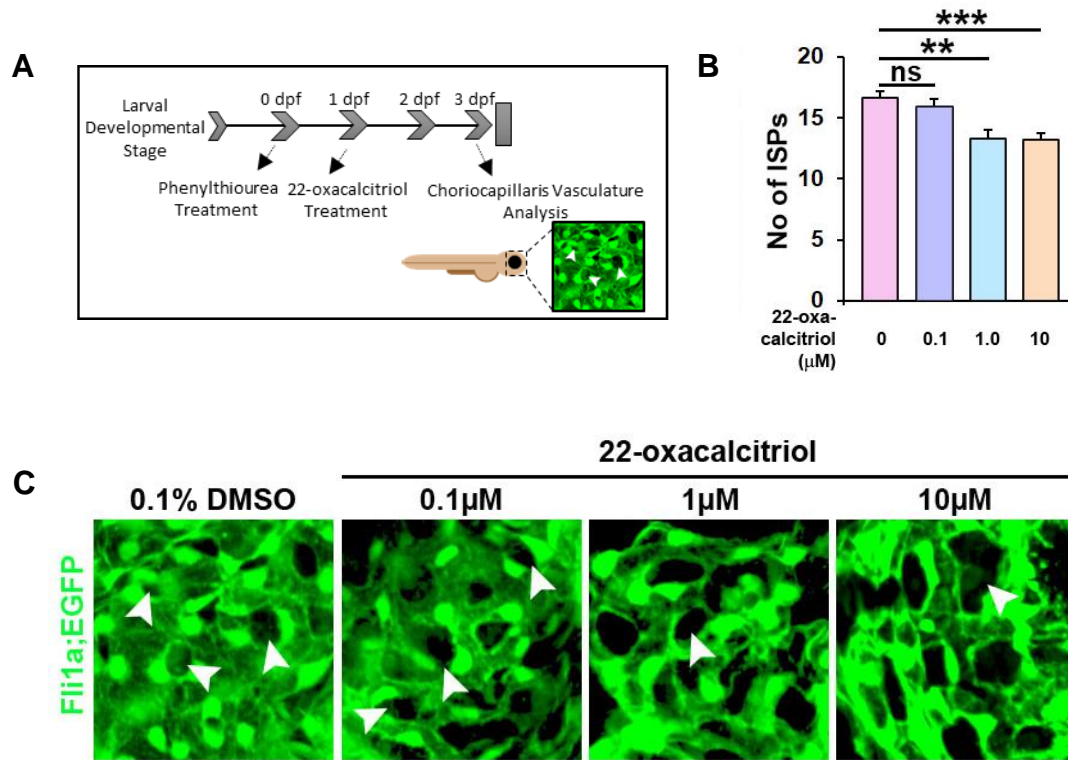 A
0 dpf 1 dpf 2 dpf 3 dpf
Larval
Developmental
Stage
Phenylthiourea
Treatment
22-oxacalcitriol
Treatment
Choriocapillaris Vasculature
Analysis
B
***
**
ns
20
15
10
5
0
No of ISPs
22-oxa-
calcitriol
(µM)
0 0.1 1.0 10
C
22-oxacalcitriol
0.1% DMSO 0.1µM 1µM 10µM
Fli1a;EGFP